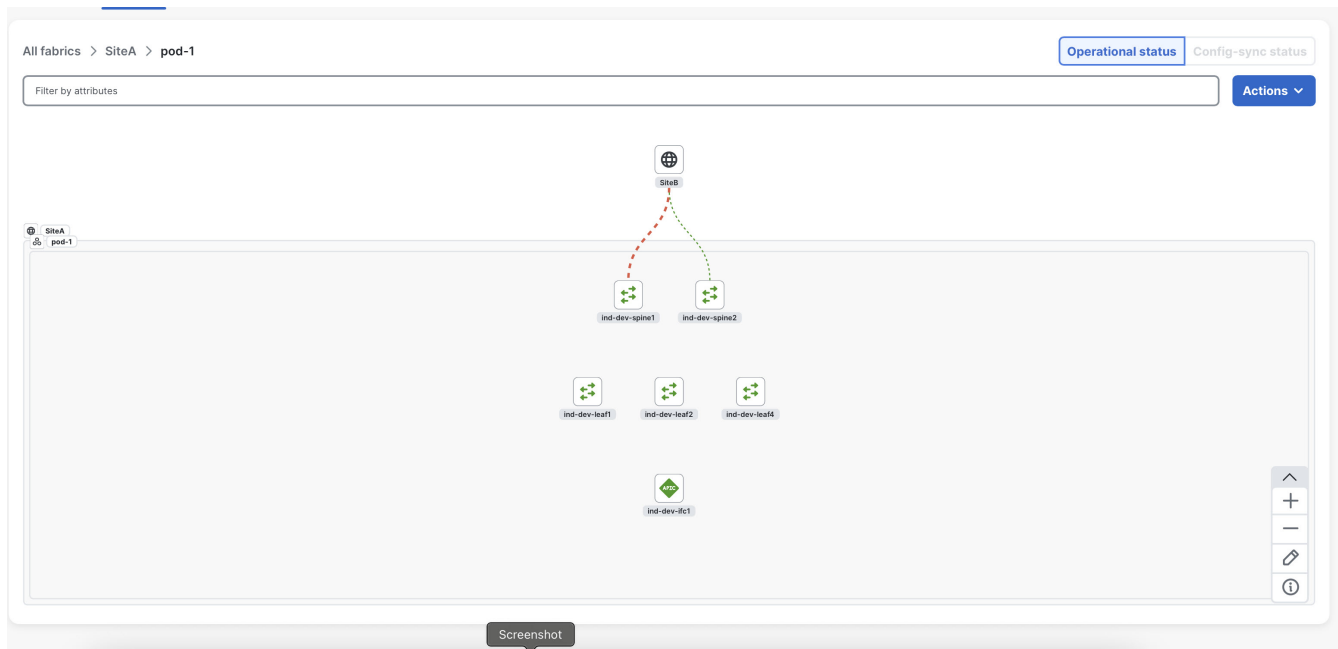 All fabrics > SiteA > pod-1
Operational status
Config-sync status
Filter by attributes
Actions
SiteB
SiteA
pod-1
ind-dev-spine1
ind-dev-spine2
ind-dev-leaf1
ind-dev-leaf2
ind-dev-leaf4
APIC
ind-dev-ifc1
Screenshot